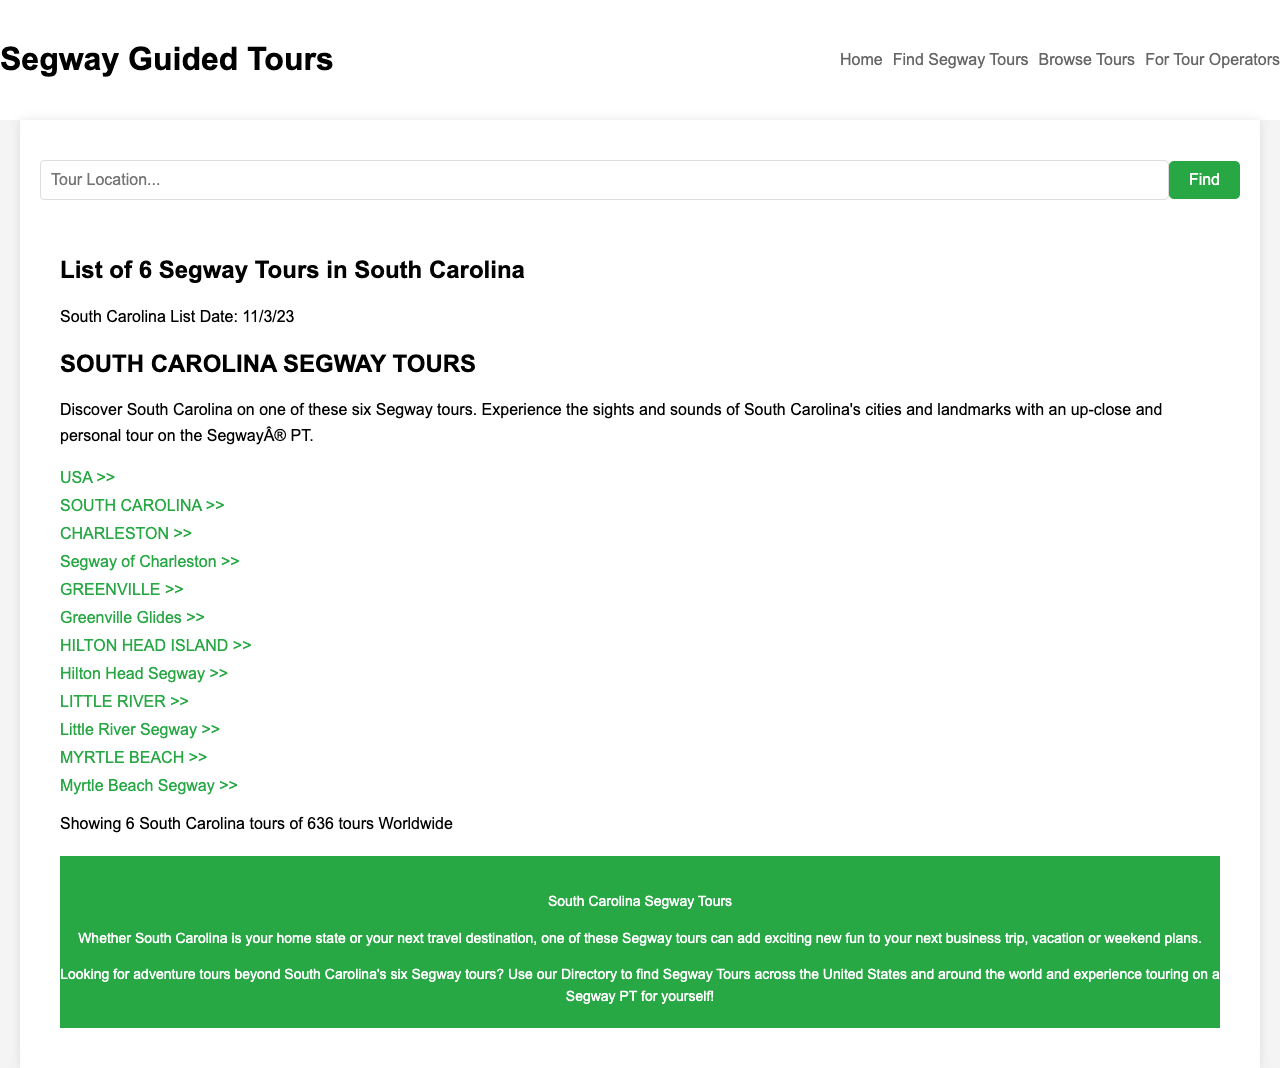 Segway Guided Tours
Home Find Segway Tours Browse Tours For Tour Operators
Tour Location...
Find
List of 6 Segway Tours in South Carolina
South Carolina List Date: 11/3/23
SOUTH CAROLINA SEGWAY TOURS
Discover South Carolina on one of these six Segway tours. Experience the sights and sounds of South Carolina's cities and landmarks with an up-close and
personal tour on the SegwayÂ® PT.
USA >>
SOUTH CAROLINA >>
CHARLESTON >>
Segway of Charleston >>
GREENVILLE >>
Greenville Glides >>
HILTON HEAD ISLAND >>
Hilton Head Segway >>
LITTLE RIVER >>
Little River Segway >>
MYRTLE BEACH >>
Myrtle Beach Segway >>
Showing 6 South Carolina tours of 636 tours Worldwide
South Carolina Segway Tours
Whether South Carolina is your home state or your next travel destination, one of these Segway tours can add exciting new fun to your next business trip, vacation or weekend plans.
Looking for adventure tours beyond South Carolina's six Segway tours? Use our Directory to find Segway Tours across the United States and around the world and experience touring on a
Segway PT for yourself!